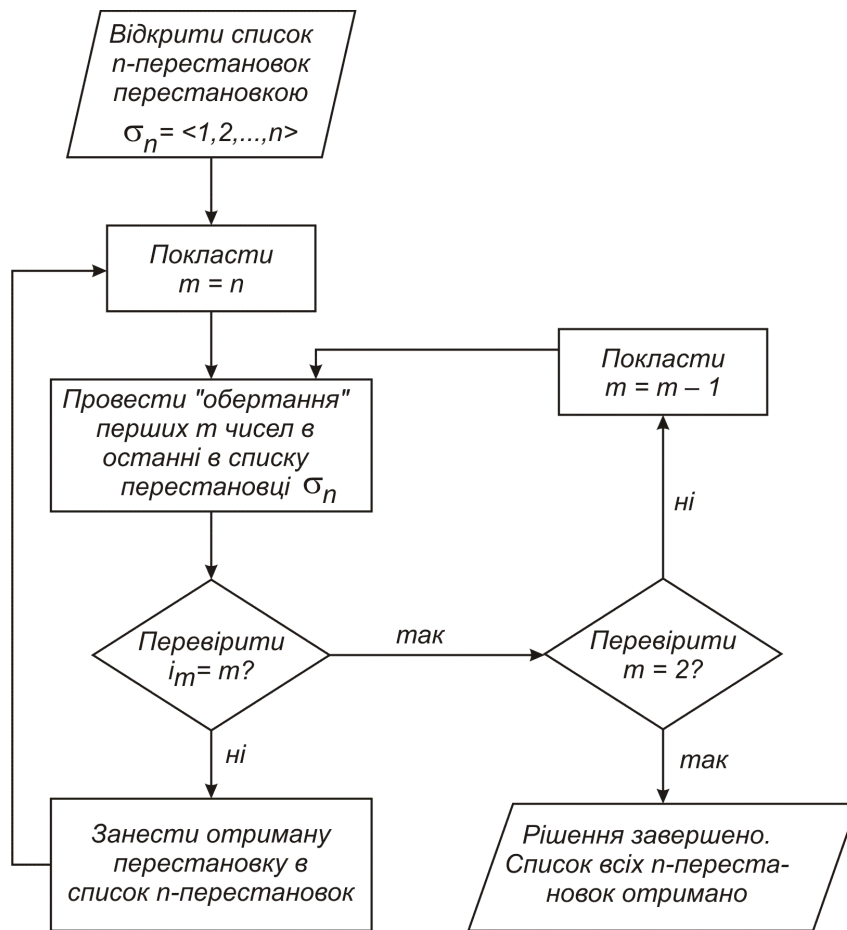 Відкрити список
n-перестановок
перестановкою
σn = <1,2,...,n>
Покласти
m = n
Покласти
m = m – 1
Провести "обертання"
перших m чисел в
останні в списку
перестановці σn
ні
Перевірити
im = m?
так
Перевірити
m = 2?
ні
так
Занести отриману
перестановку в
список n-перестановок
Рішення завершено.
Список всіх n-переста-
новок отримано